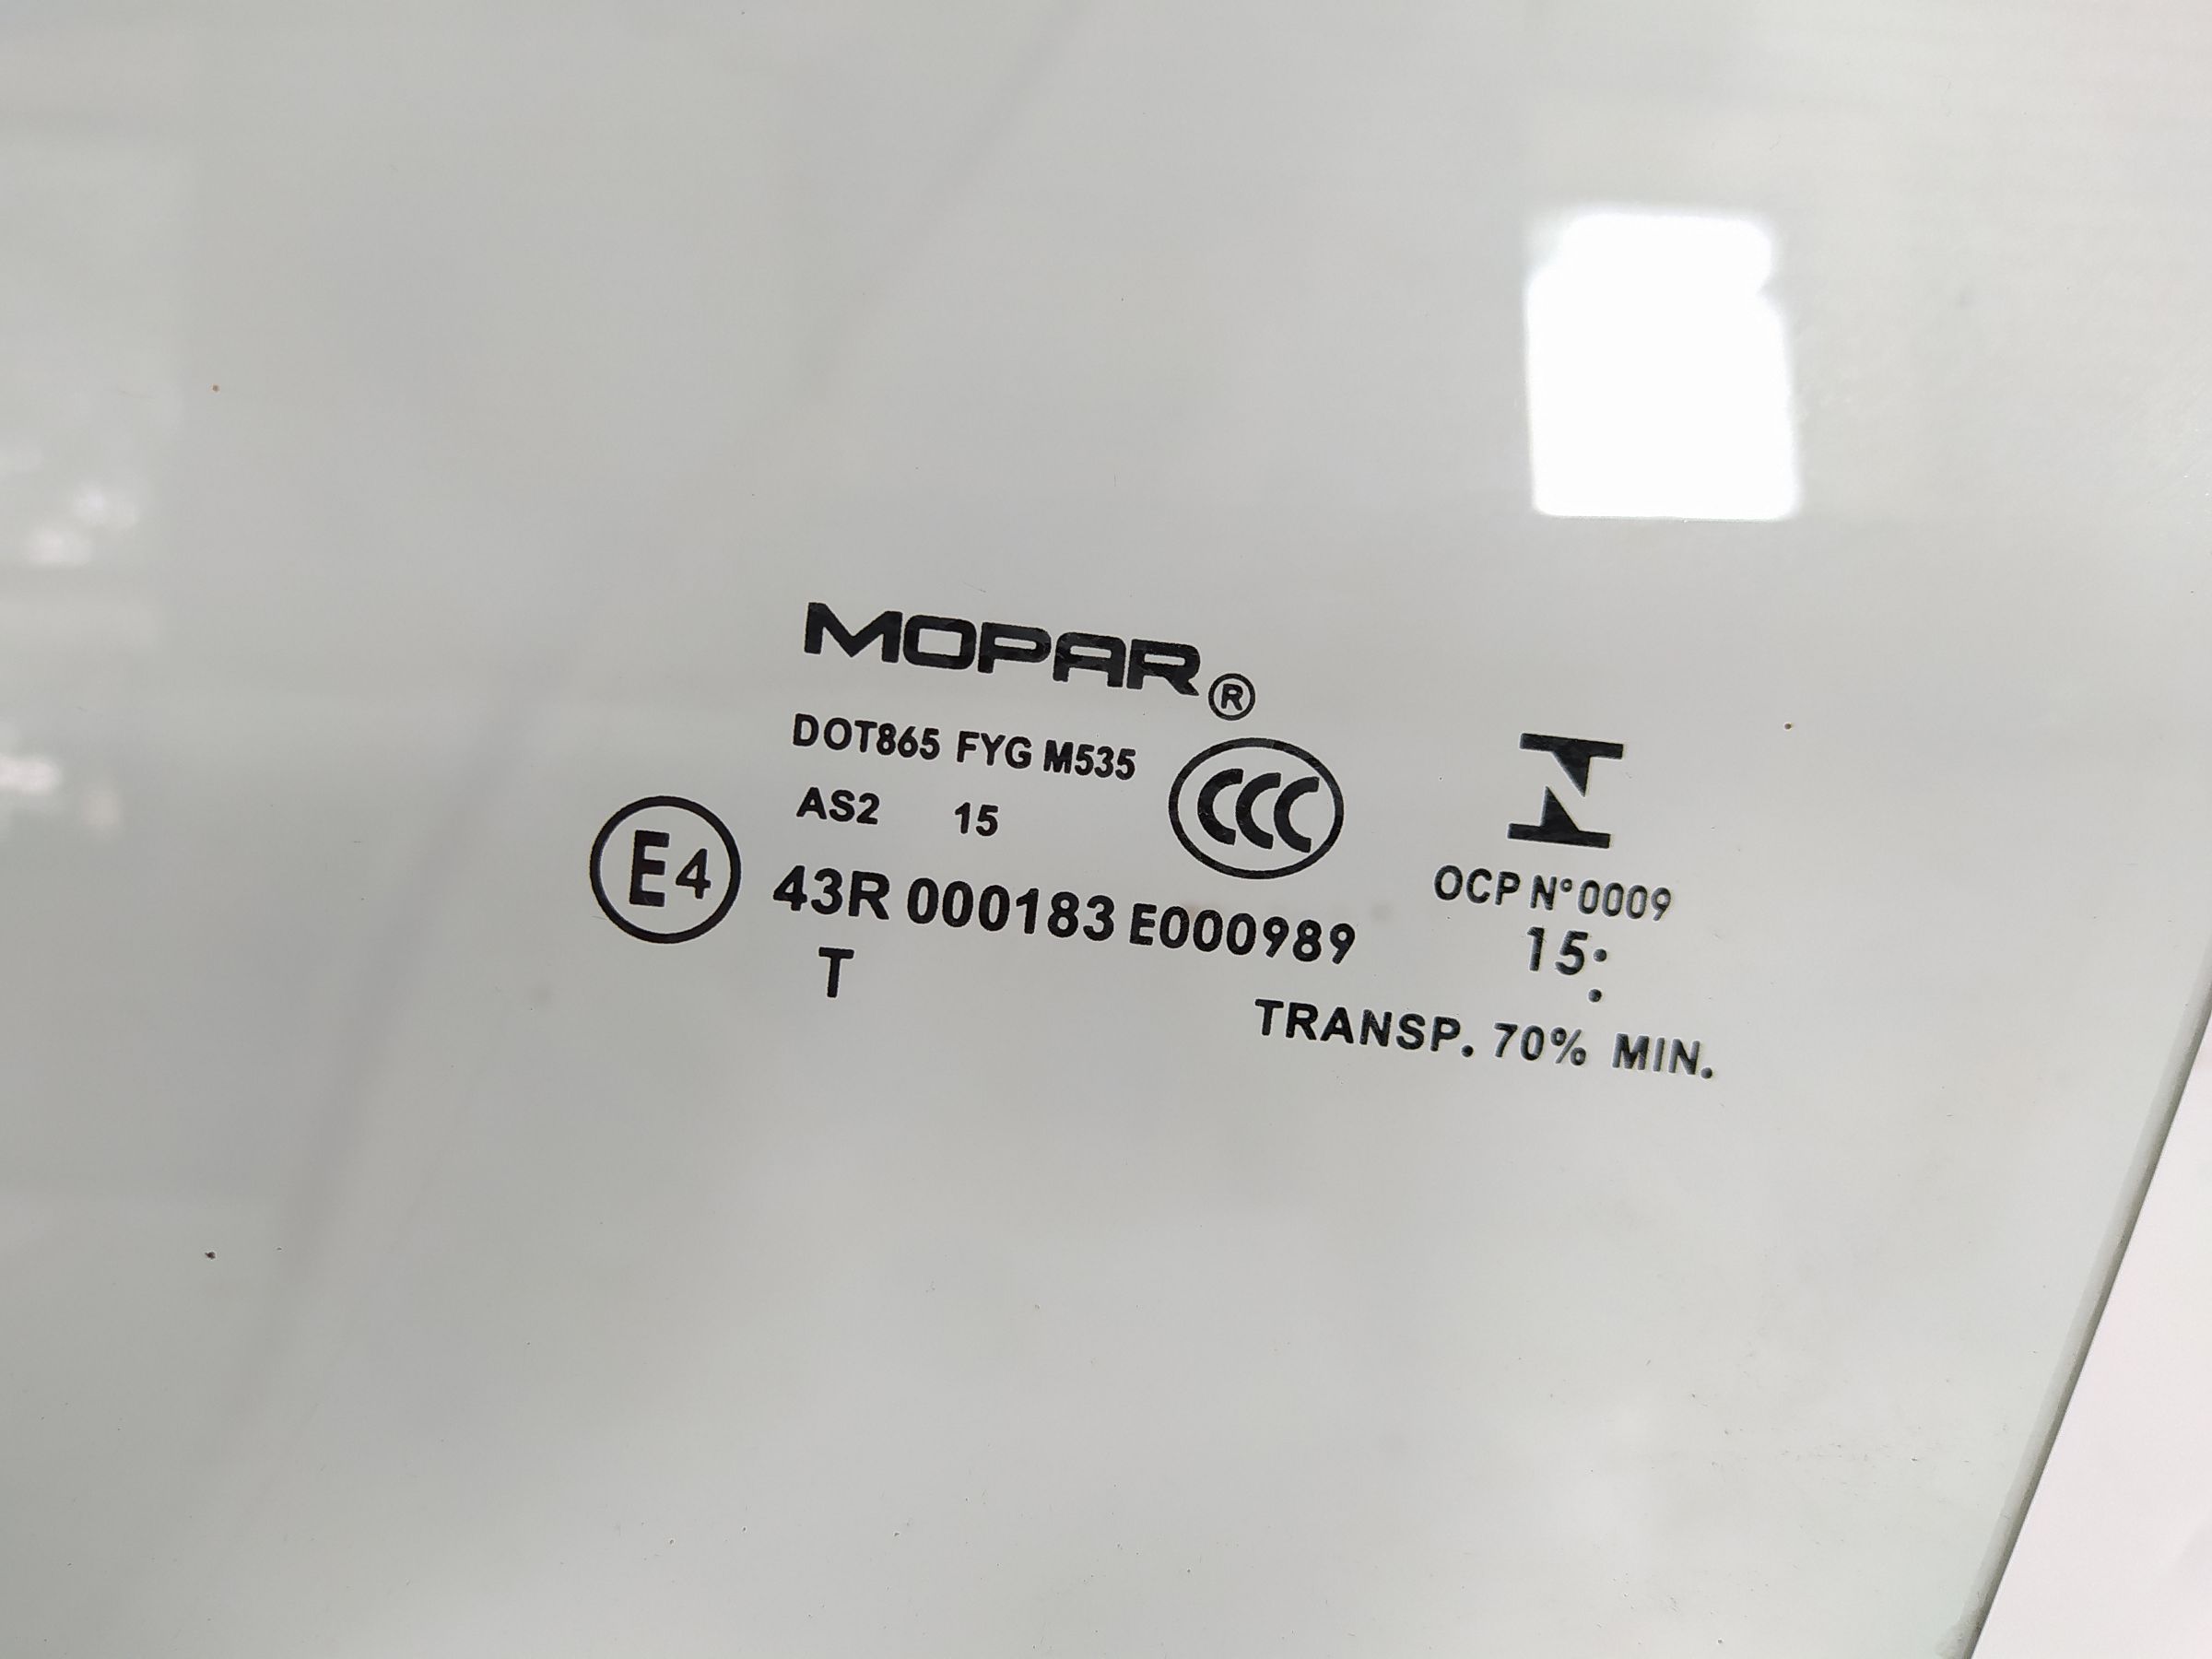 MOPAR®
DOT865 FYG M535
AS2 15
CCC
E4
43R 000183 E000989
T
OCP N°0009
15:.
TRANSP. 70% MIN.